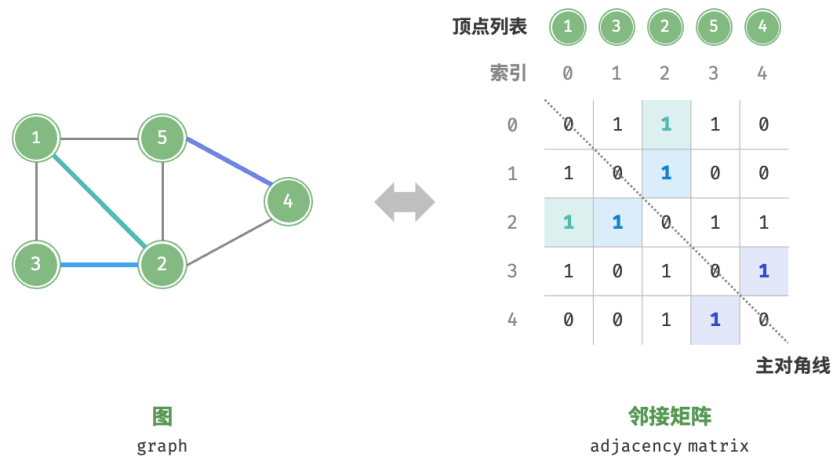 顶点列表 1 3 2 5 4
索引 0 1 2 3 4
0 0 1 1 1 0
1 1 0 1 0 0
2 1 1 0 1 1
3 1 0 1 0 1
4 0 0 1 1 0
主对角线
1 5
4
3 2
图
graph
邻接矩阵
adjacency matrix